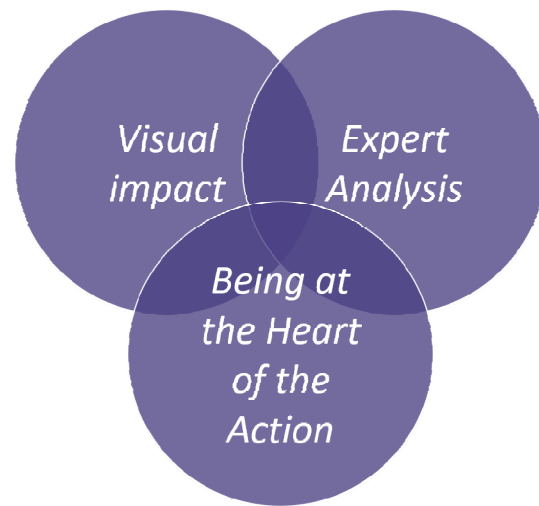 Visual
impact
Expert
Analysis
Being at
the Heart
of the
Action